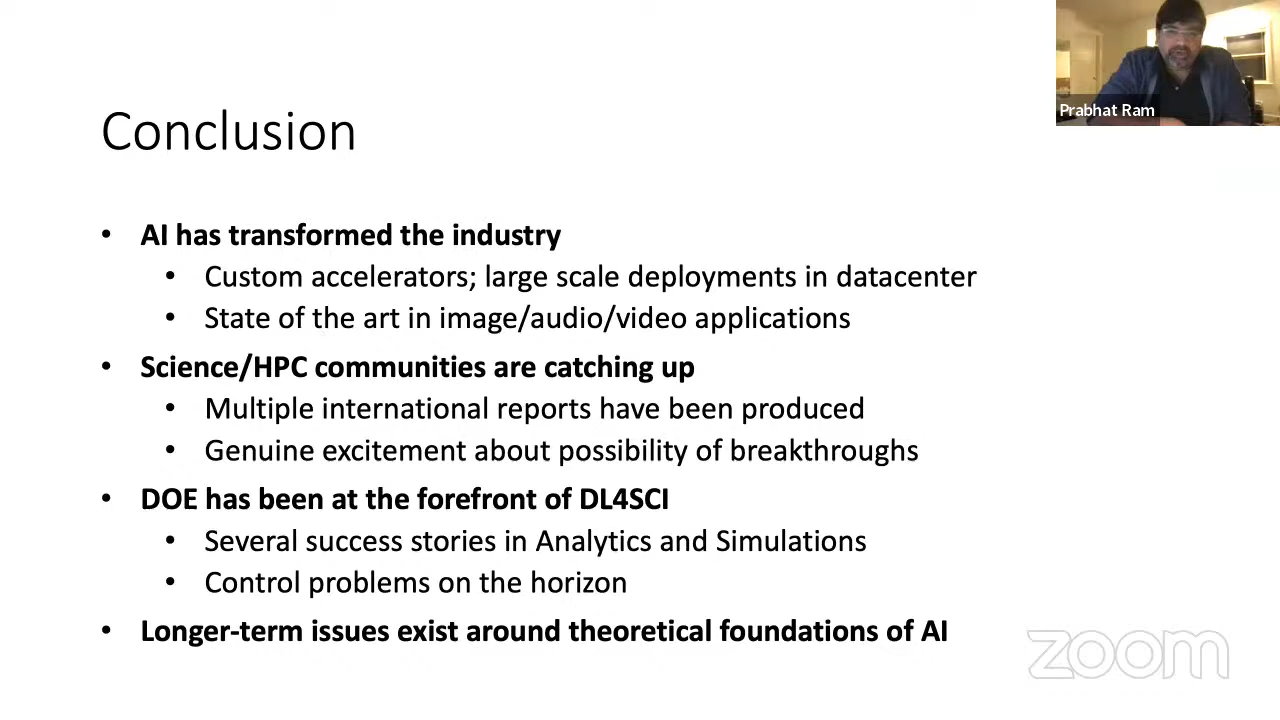 Prabhat Ram
Conclusion
• AI has transformed the industry
• Custom accelerators; large scale deployments in datacenter
• State of the art in image/audio/video applications
• Science/HPC communities are catching up
• Multiple international reports have been produced
• Genuine excitement about possibility of breakthroughs
• DOE has been at the forefront of DL4SCI
• Several success stories in Analytics and Simulations
• Control problems on the horizon
• Longer-term issues exist around theoretical foundations of AI
zoom